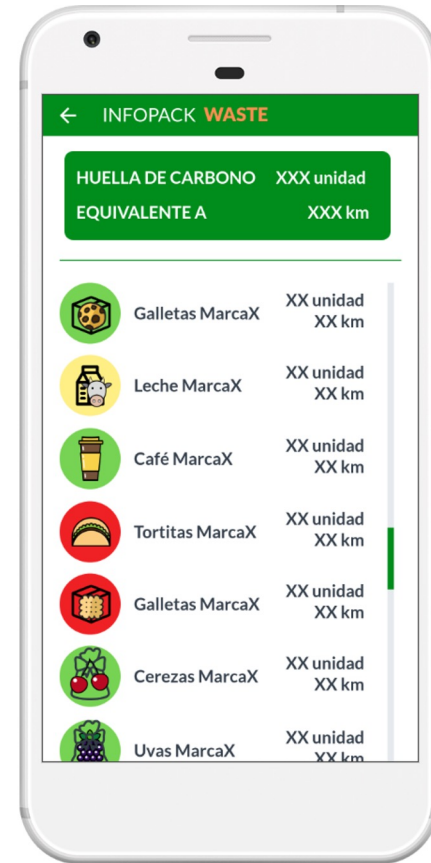 INFOPACK WASTE
HUELLA DE CARBONO XXX unidad
EQUIVALENTE A XXX km
Galletas MarcaX XX unidad
XX km
Leche MarcaX XX unidad
XX km
Café MarcaX XX unidad
XX km
Tortitas MarcaX XX unidad
XX km
Galletas MarcaX XX unidad
XX km
Cerezas MarcaX XX unidad
XX km
Uvas MarcaX XX unidad
XX km